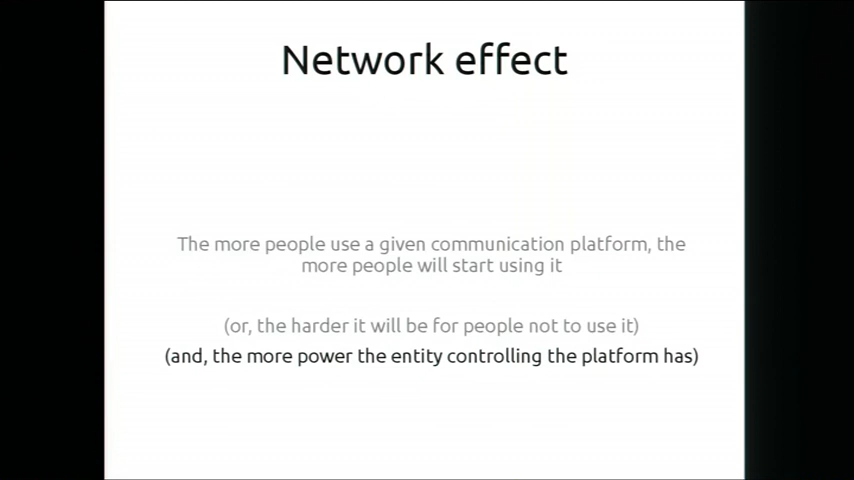 Network effect
The more people use a given communication platform, the
more people will start using it
(or, the harder it will be for people not to use it)
(and, the more power the entity controlling the platform has)